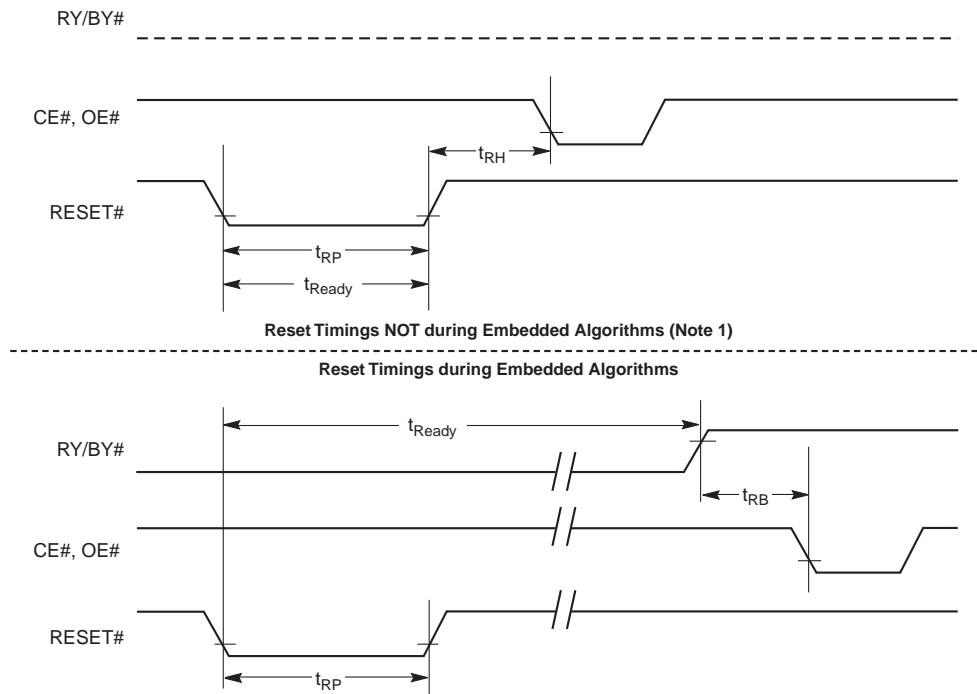 RY/BY#
CE#, OE#
tRH
RESET#
tRP
tReady
Reset Timings NOT during Embedded Algorithms (Note 1)
Reset Timings during Embedded Algorithms
tReady
RY/BY#
tRB
CE#, OE#
RESET#
tRP